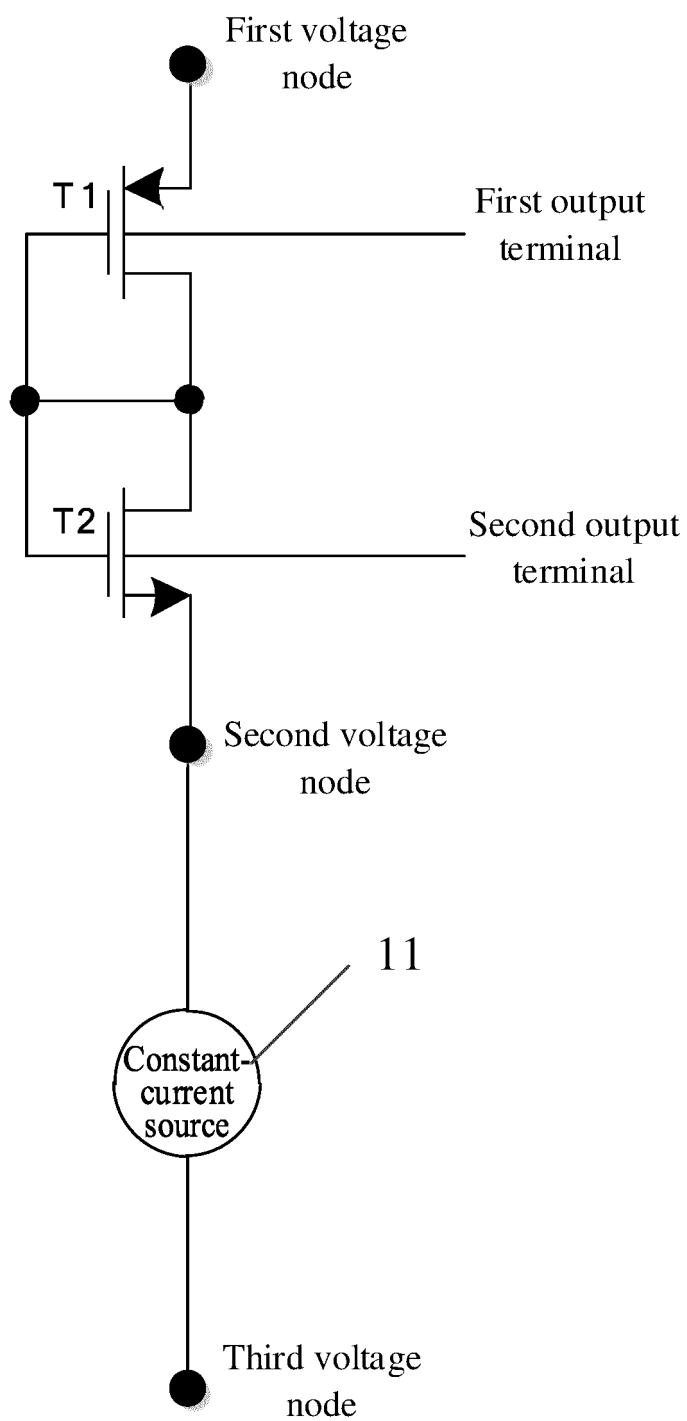 First voltage
node
T1
First output
terminal
T2
Second output
terminal
Second voltage
node
11
Constant-
current
source
Third voltage
node